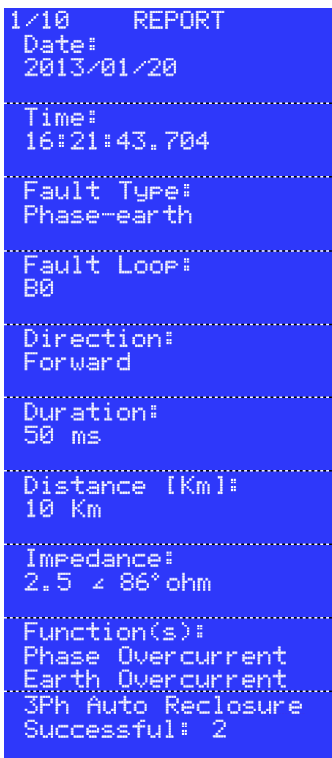 1/10 REPORT
Date:
2013/01/20
Time:
16:21:43.704
Fault Type:
Phase-earth
Fault Loop:
B0
Direction:
Forward
Duration:
50 ms
Distance [Km]:
10 Km
Impedance:
2.5 ∠ 86° ohm
Function(s):
Phase Overcurrent
Earth Overcurrent
3Ph Auto Reclosure
Successful: 2